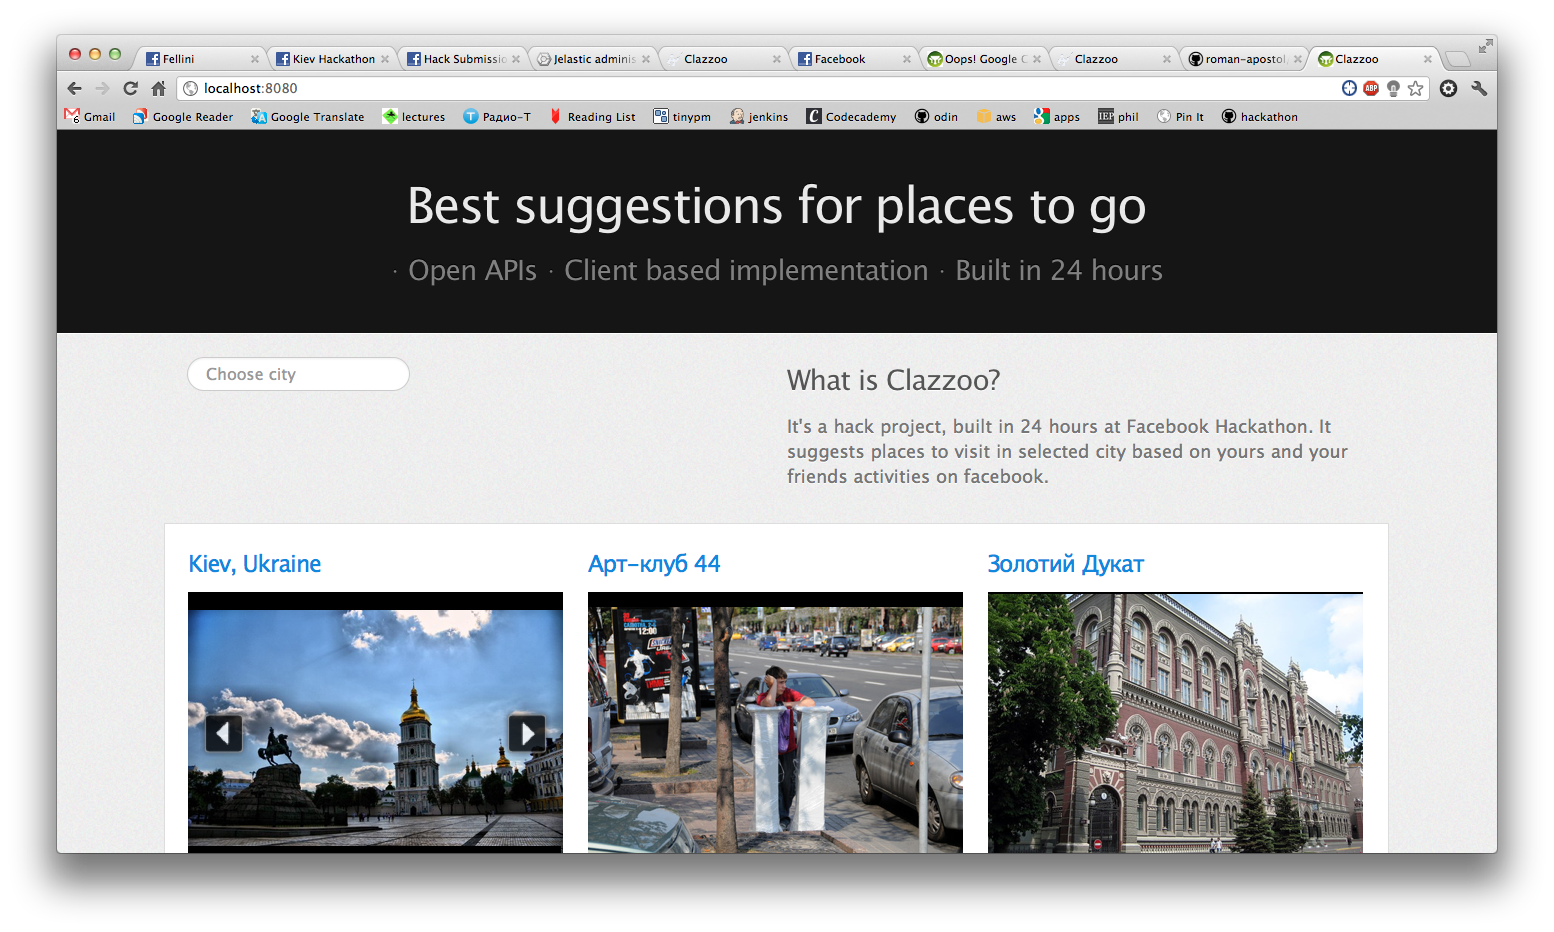 Fellini
Kiev Hackathon
Hack Submissio
Jelastic adminis
Clazzoo
Facebook
Oops! Google C
Clazzoo
roman-apostol
Clazzoo
localhost:8080
ABP
Gmail
Google Reader
Google Translate
lectures
Радио-Т
Reading List
tinypm
jenkins
Codecademy
odin
aws
apps
IEP phil
Pin It
hackathon
Best suggestions for places to go
· Open APIs · Client based implementation · Built in 24 hours
Choose city
What is Clazzoo?
It's a hack project, built in 24 hours at Facebook Hackathon. It
suggests places to visit in selected city based on yours and your
friends activities on facebook.
Kiev, Ukraine
Арт-клуб 44
Золотий Дукат
12:00